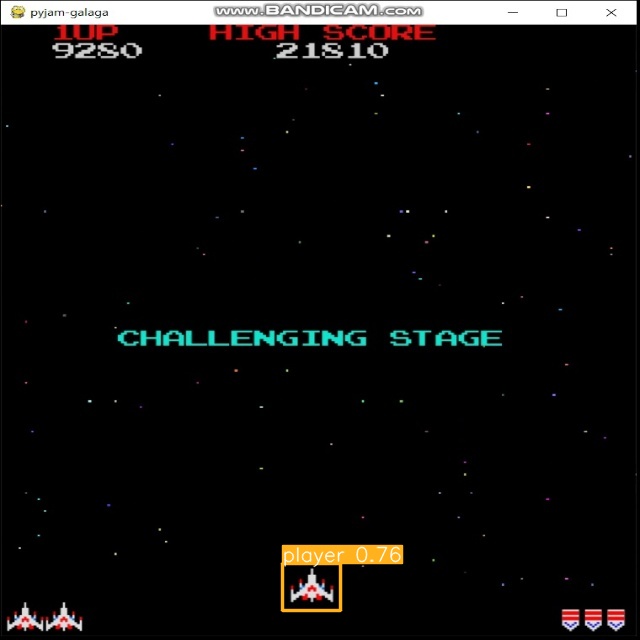 pyjam-galaga
www.BANDICAM.com
1UP HIGH SCORE
9280 21810
CHALLENGING STAGE
player 0.76